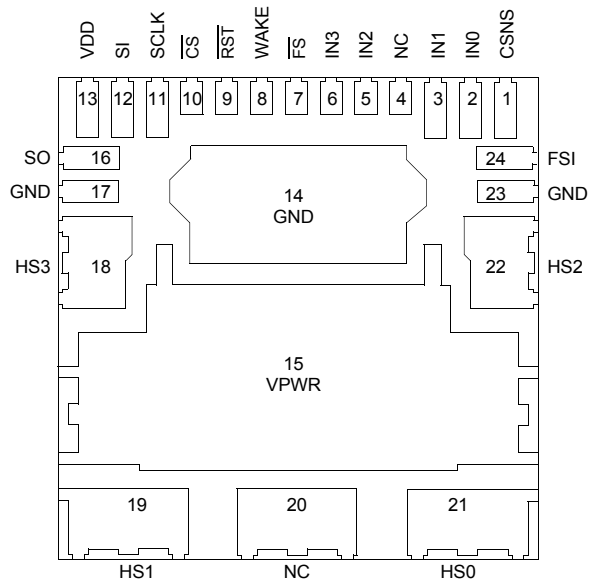 VDD SI SCLK CS RST WAKE FS IN3 IN2 NC IN1 IN0 CSNS
13 12 11 10 9 8 7 6 5 4 3 2 1
SO 16 24 FSI
GND 17 23 GND
14
GND
HS3 18 22 HS2
15
VPWR
19 20 21
HS1 NC HS0